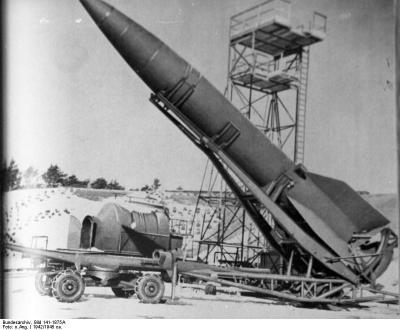 Bundesarchiv, Bild 141-1875A
Foto: o.Ang. | 1942/1945 ca.